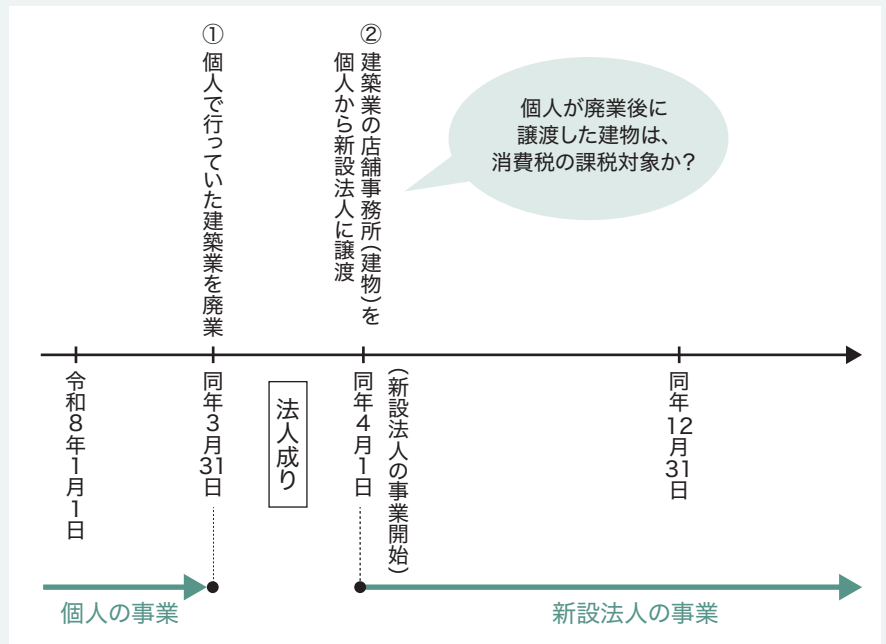 ① 個人で行っていた建築業を廃業
② 建築業の店舗事務所(建物)を
個人から新設法人に譲渡
個人が廃業後に
譲渡した建物は、
消費税の課税対象か？
令和8年1月1日
同年3月31日
法人成り
同年4月1日
(新設法人の事業開始)
同年12月31日
個人の事業
新設法人の事業